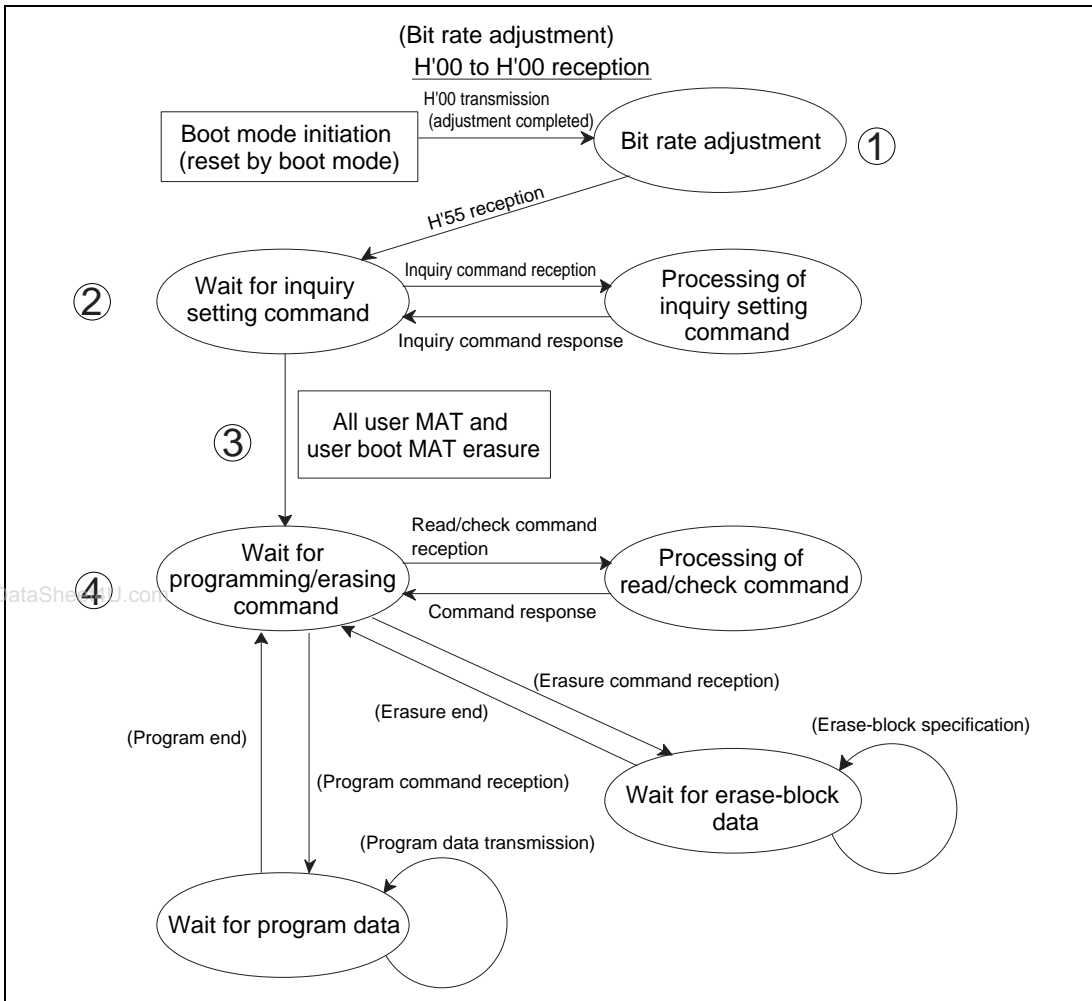 (Bit rate adjustment)
H'00 to H'00 reception
H'00 transmission
(adjustment completed)
Boot mode initiation
(reset by boot mode)
Bit rate adjustment
1
H'55 reception
2
Wait for inquiry
setting command
Inquiry command reception
Inquiry command response
Processing of
inquiry setting
command
3
All user MAT and
user boot MAT erasure
4
Wait for
programming/erasing
command
Read/check command
reception
Command response
Processing of
read/check command
(Erasure command reception)
(Erasure end)
(Program end)
(Program command reception)
(Erase-block specification)
Wait for erase-block
data
(Program data transmission)
Wait for program data